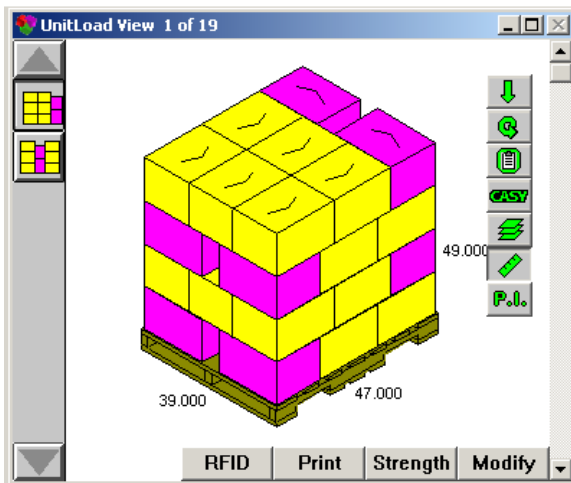 UnitLoad View 1 of 19
CASY
49.000
P.I.
39.000
47.000
RFID Print Strength Modify